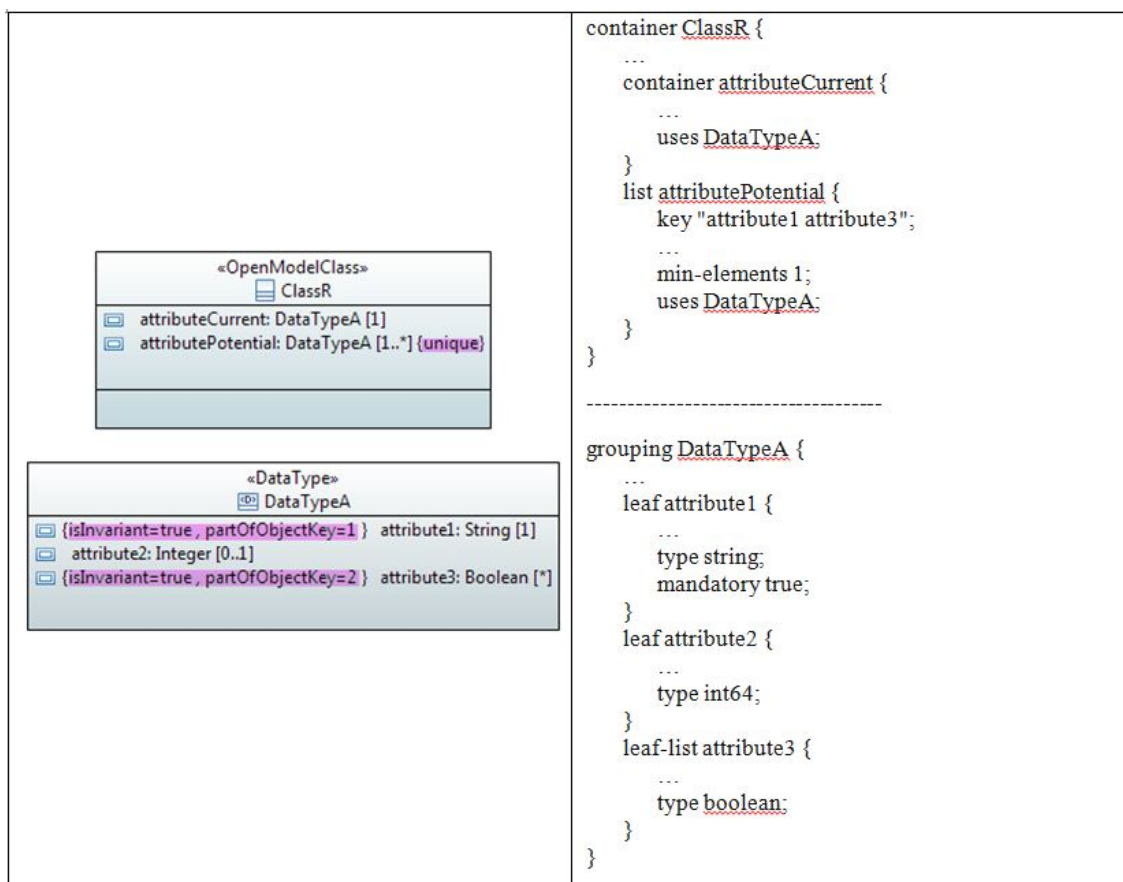 «OpenModelClass»
ClassR
attributeCurrent: DataTypeA [1]
attributePotential: DataTypeA [1..*] {unique}
«DataType»
DataTypeA
{isInvariant=true , partOfObjectKey=1 } attribute1: String [1]
attribute2: Integer [0..1]
{isInvariant=true , partOfObjectKey=2 } attribute3: Boolean [*]
container ClassR {
...
container attributeCurrent {
...
uses DataTypeA;
}
list attributePotential {
key "attribute1 attribute3";
...
min-elements 1;
uses DataTypeA;
}
}
------------------------------------
grouping DataTypeA {
...
leaf attribute1 {
...
type string;
mandatory true;
}
leaf attribute2 {
...
type int64;
}
leaf-list attribute3 {
...
type boolean;
}
}